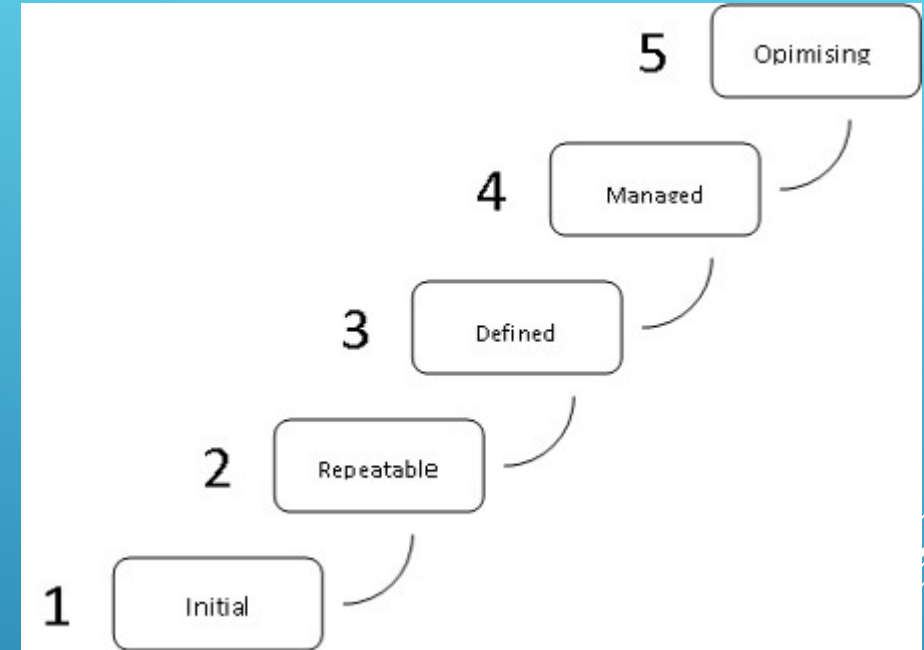 5 Opimising
4 Managed
3 Defined
2 Repeatable
1 Initial